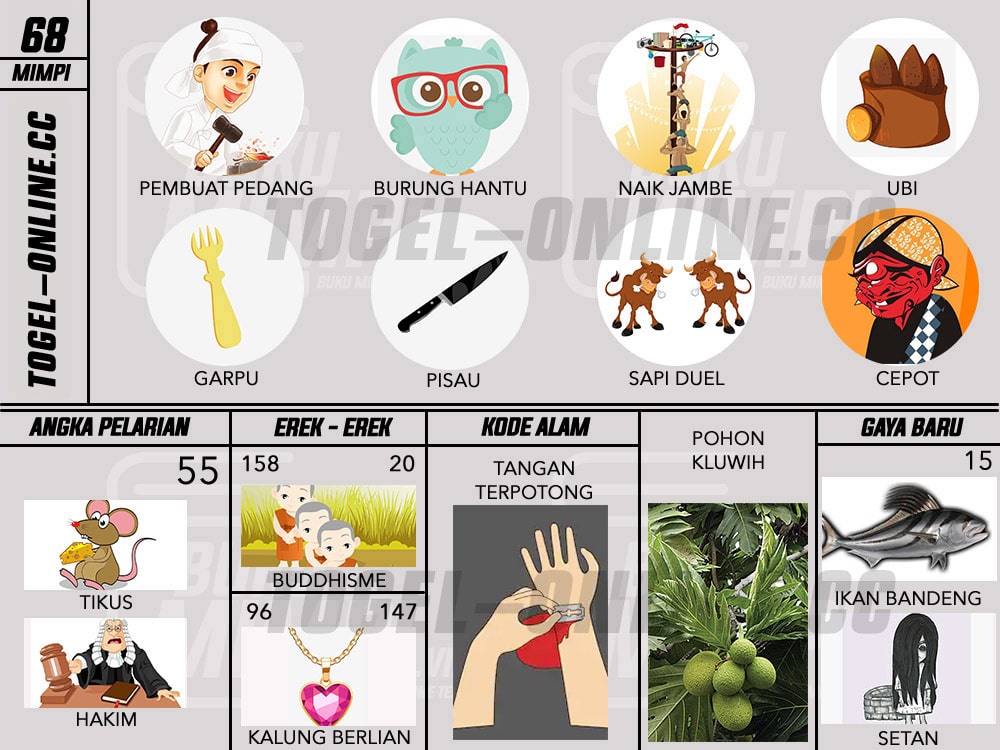 68
MIMPI
TOGEL-ONLINE.CC
PEMBUAT PEDANG
BURUNG HANTU
NAIK JAMBE
UBI
TOGEL-ONLINE.CC
GARPU
PISAU
SAPI DUEL
CEPOT
ANGKA PELARIAN
55
TIKUS
HAKIM
EREK - EREK
158 20
BUDDHISME
96 147
KALUNG BERLIAN
KODE ALAM
TANGAN
TERPOTONG
POHON
KLUWIH
GAYA BARU
15
IKAN BANDENG
SETAN
TOGEL-ONLINE.CC